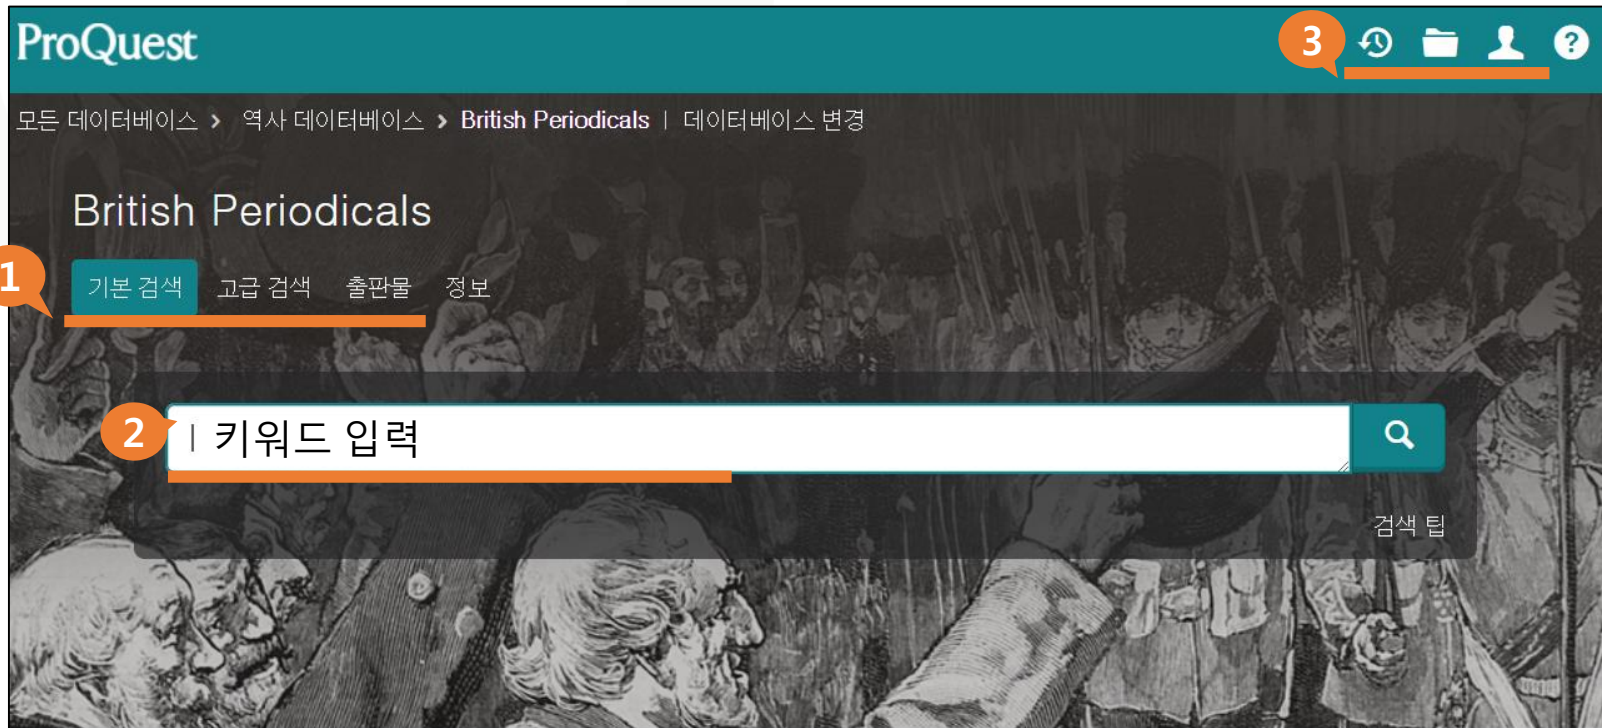 ProQuest
3
?
모든 데이터베이스 > 역사 데이터베이스 > British Periodicals | 데이터베이스 변경
British Periodicals
1
기본 검색 고급 검색 출판물 정보
2
| 키워드 입력
검색 팁